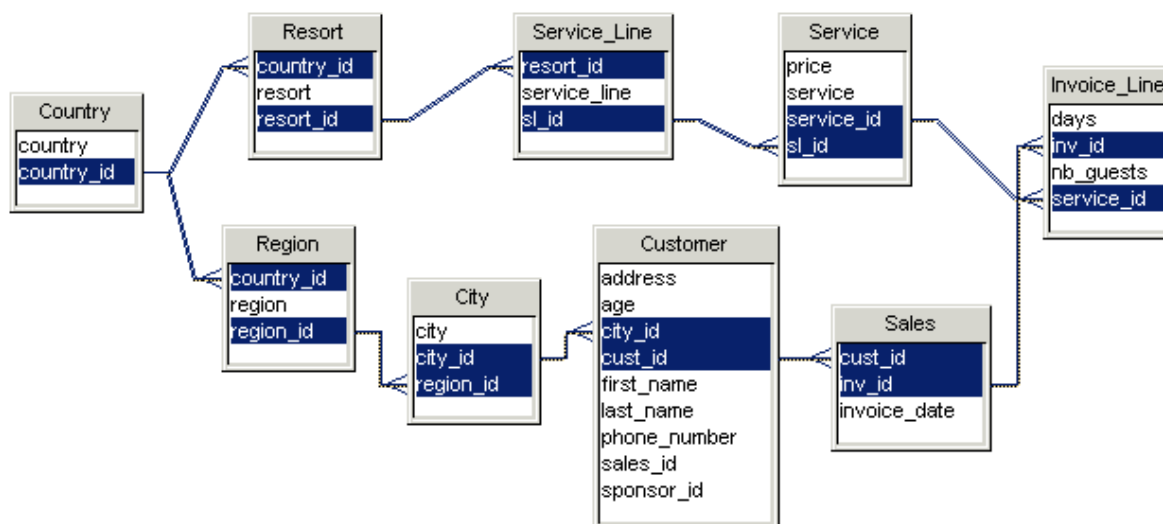 Resort
country_id
resort
resort_id
Service_Line
resort_id
service_line
sl_id
Service
price
service
service_id
sl_id
Invoice_Line
days
inv_id
nb_guests
service_id
Country
country
country_id
Region
country_id
region
region_id
City
city
city_id
region_id
Customer
address
age
city_id
cust_id
first_name
last_name
phone_number
sales_id
sponsor_id
Sales
cust_id
inv_id
invoice_date